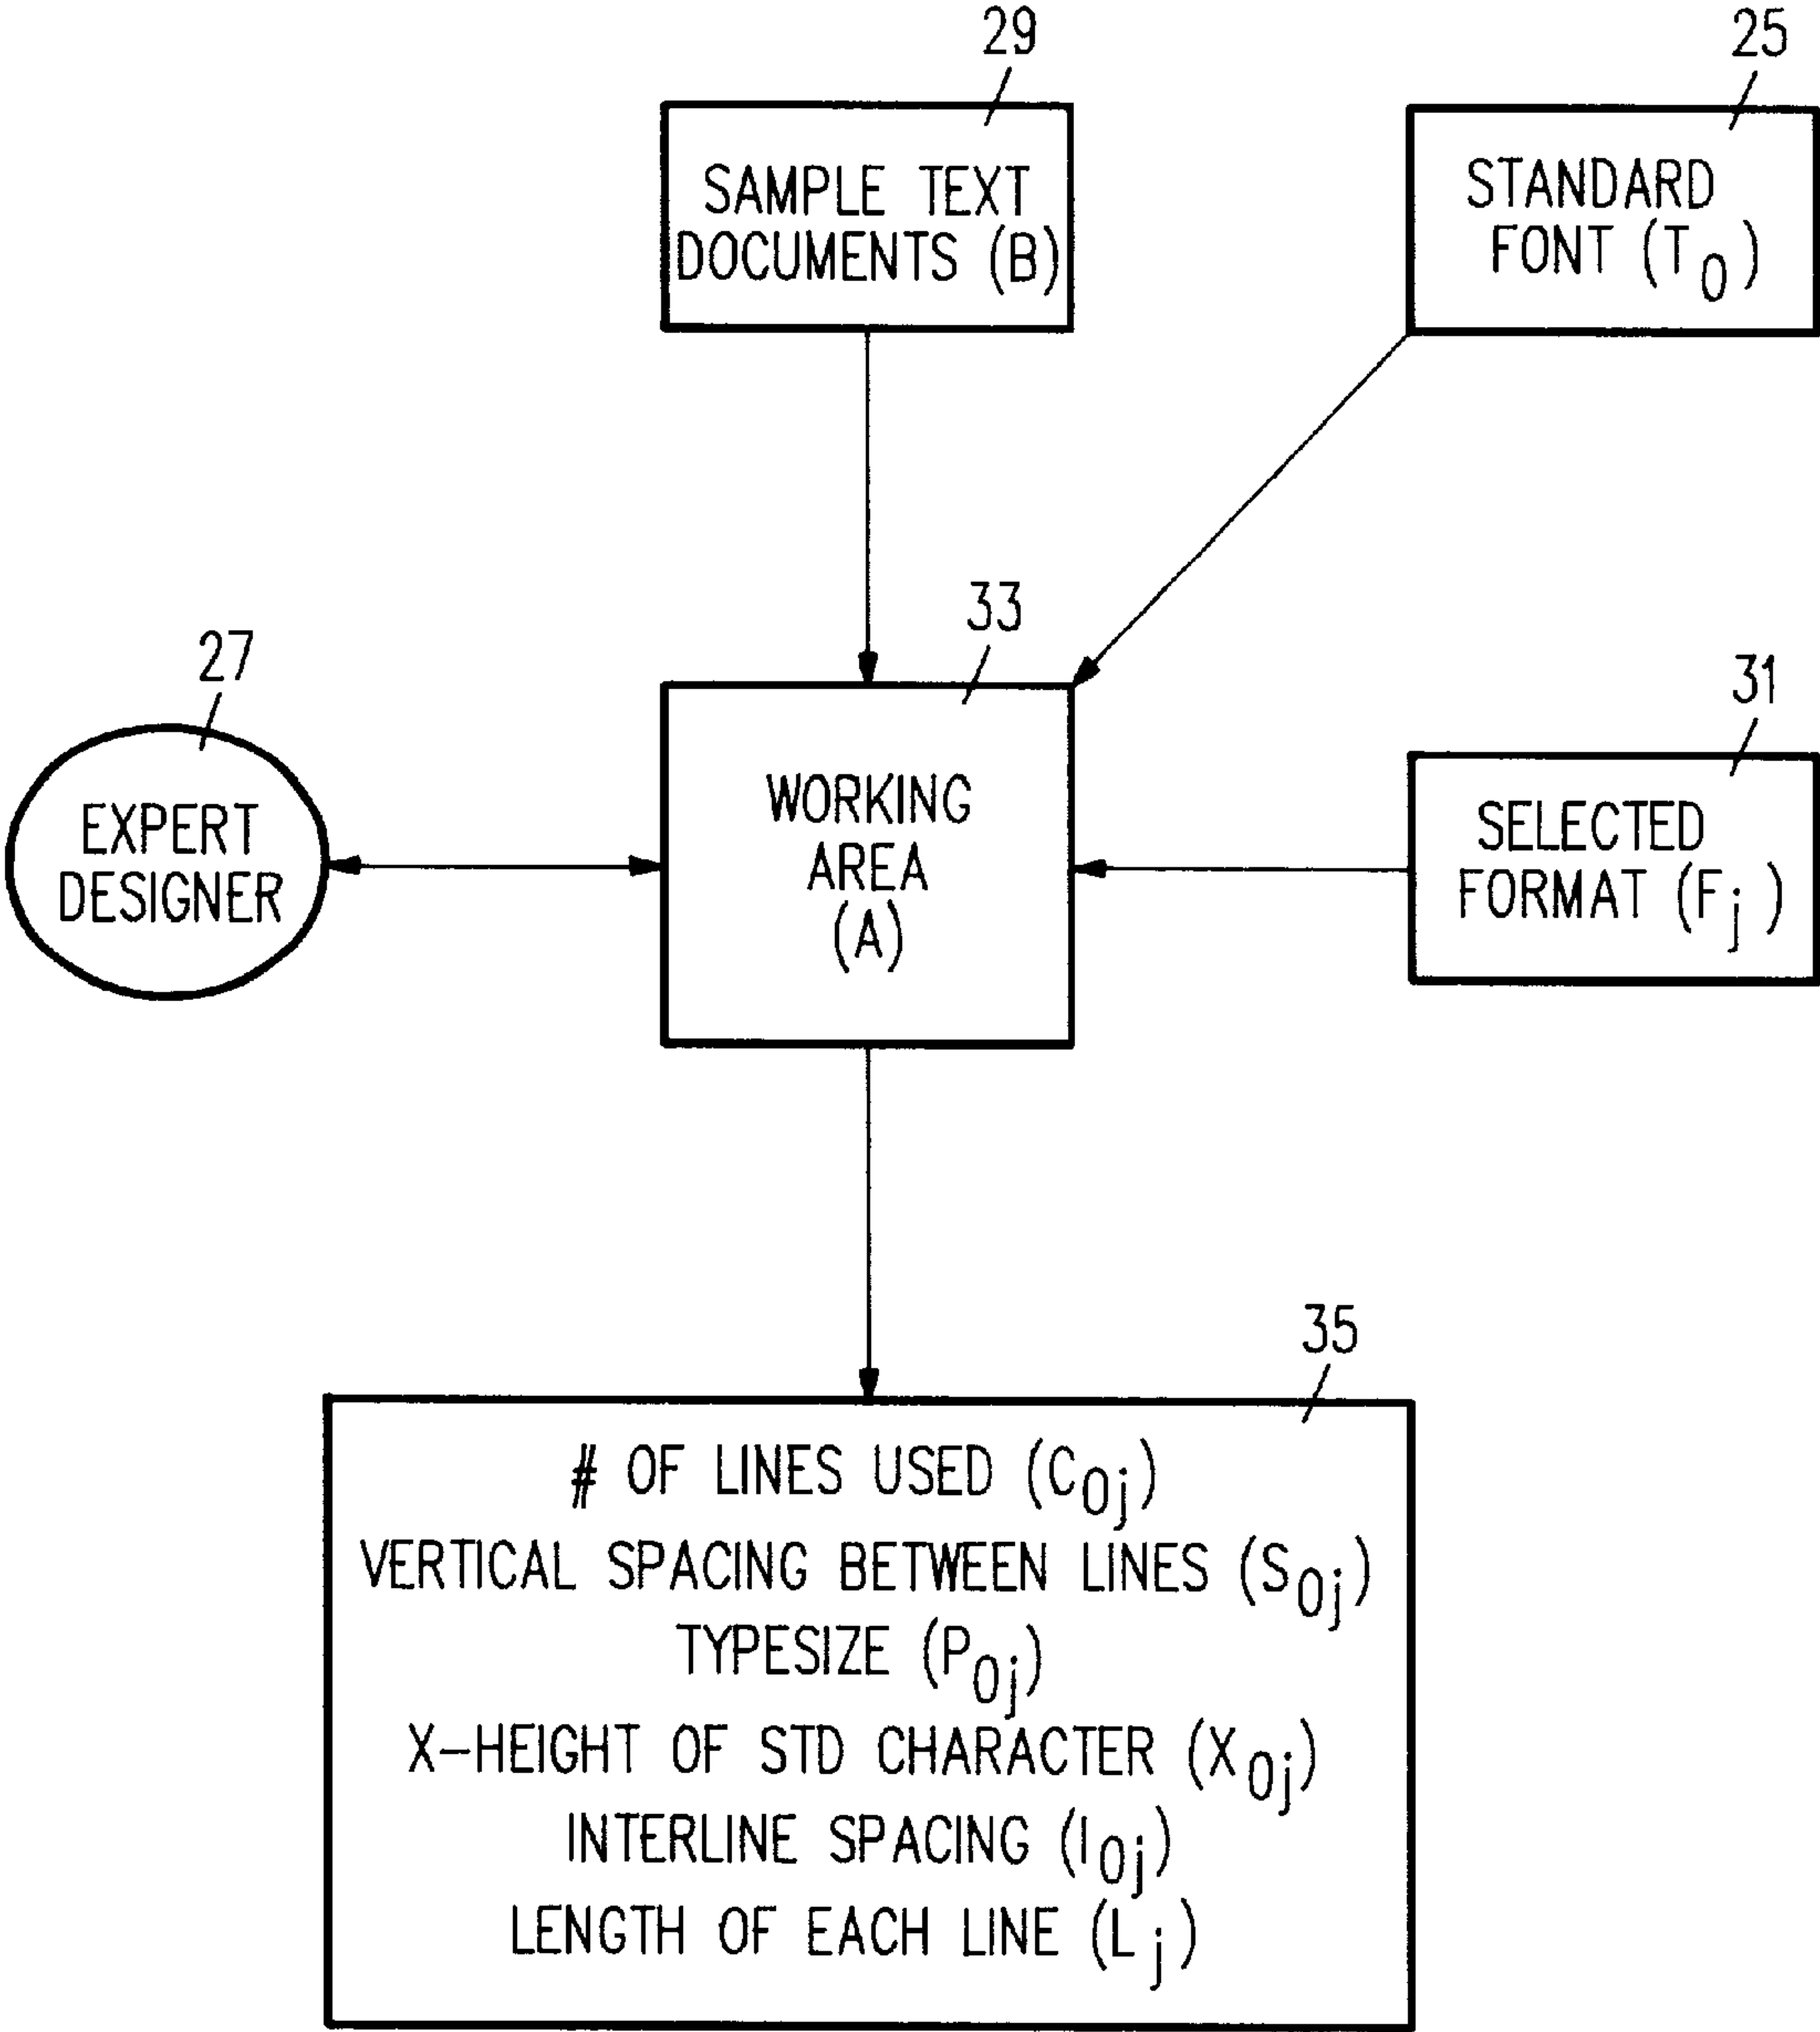 29
25
SAMPLE TEXT
DOCUMENTS (B)
STANDARD
FONT (T0)
33
27
31
EXPERT
DESIGNER
WORKING
AREA
(A)
SELECTED
FORMAT (Fj)
35
# OF LINES USED (C0j)
VERTICAL SPACING BETWEEN LINES (S0j)
TYPESIZE (P0j)
X-HEIGHT OF STD CHARACTER (X0j)
INTERLINE SPACING (I0j)
LENGTH OF EACH LINE (Lj)